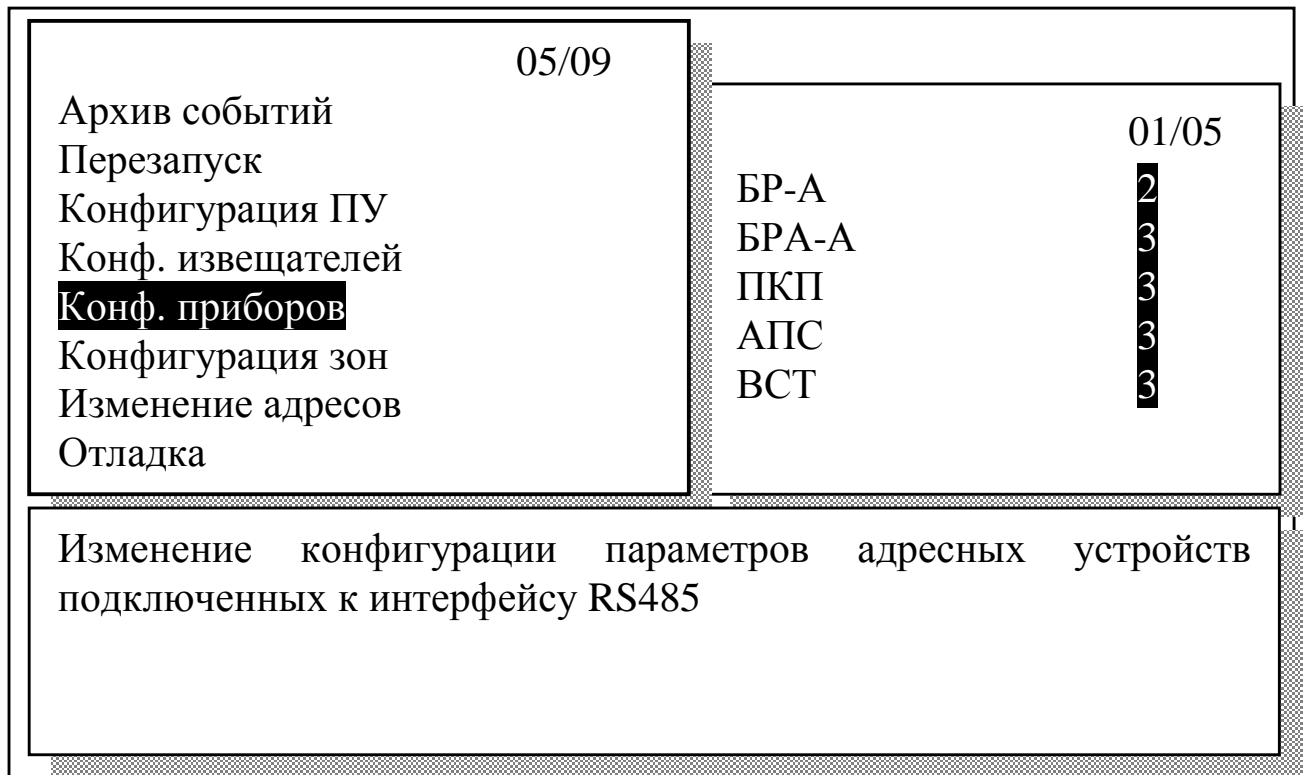 05/09
Архив событий
Перезапуск
Конфигурация ПУ
Конф. извещателей
Конф. приборов
Конфигурация зон
Изменение адресов
Отладка
01/05
БР-А 2
БРА-А 3
ПКП 3
АПС 3
ВСТ 3
Изменение конфигурации параметров адресных устройств
подключенных к интерфейсу RS485